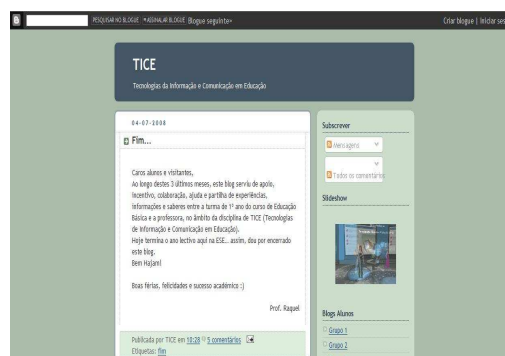 PESQUISAR NO BLOGUE
ASSINALAR BLOGUE
Blogue seguinte»
Criar blogue | Iniciar ses
TICE
Tecnologias da Informação e Comunicação em Educação
04-07-2008
Fim...
Caros alunos e visitantes,
Ao longo destes 3 últimos meses, este blog serviu de apoio,
incentivo, colaboração, ajuda e partilha de experiências,
informações e saberes entre a turma de 1º ano do curso de Educação
Básica e a professora, no âmbito da disciplina de TICE (Tecnologias
de Informação e Comunicação em Educação).
Hoje termina o ano lectivo aqui na ESE... assim, dou por encerrado
este blog.
Bem Hajam!
Boas férias, felicidades e sucesso académico :)
Prof. Raquel
Publicada por TICE em 10:28 5 comentários
Etiquetas: fim
Subscrever
Mensagens
Todos os comentários
Slideshow
Blogs Alunos
Grupo 1
Grupo 2